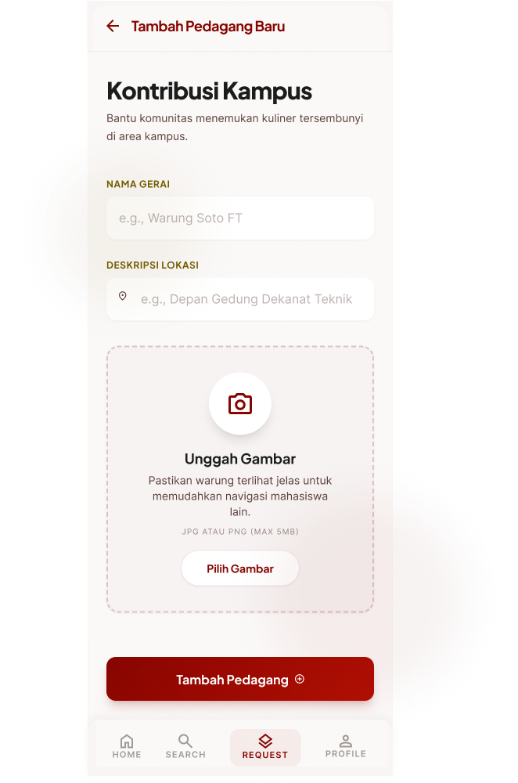 Tambah Pedagang Baru
Kontribusi Kampus
Bantu komunitas menemukan kuliner tersembunyi
di area kampus.
NAMA GERAI
e.g., Warung Soto FT
DESKRIPSI LOKASI
e.g., Depan Gedung Dekanat Teknik
Unggah Gambar
Pastikan warung terlihat jelas untuk
memudahkan navigasi mahasiswa
lain.
JPG ATAU PNG (MAX 5MB)
Pilih Gambar
Tambah Pedagang
HOME SEARCH REQUEST PROFILE